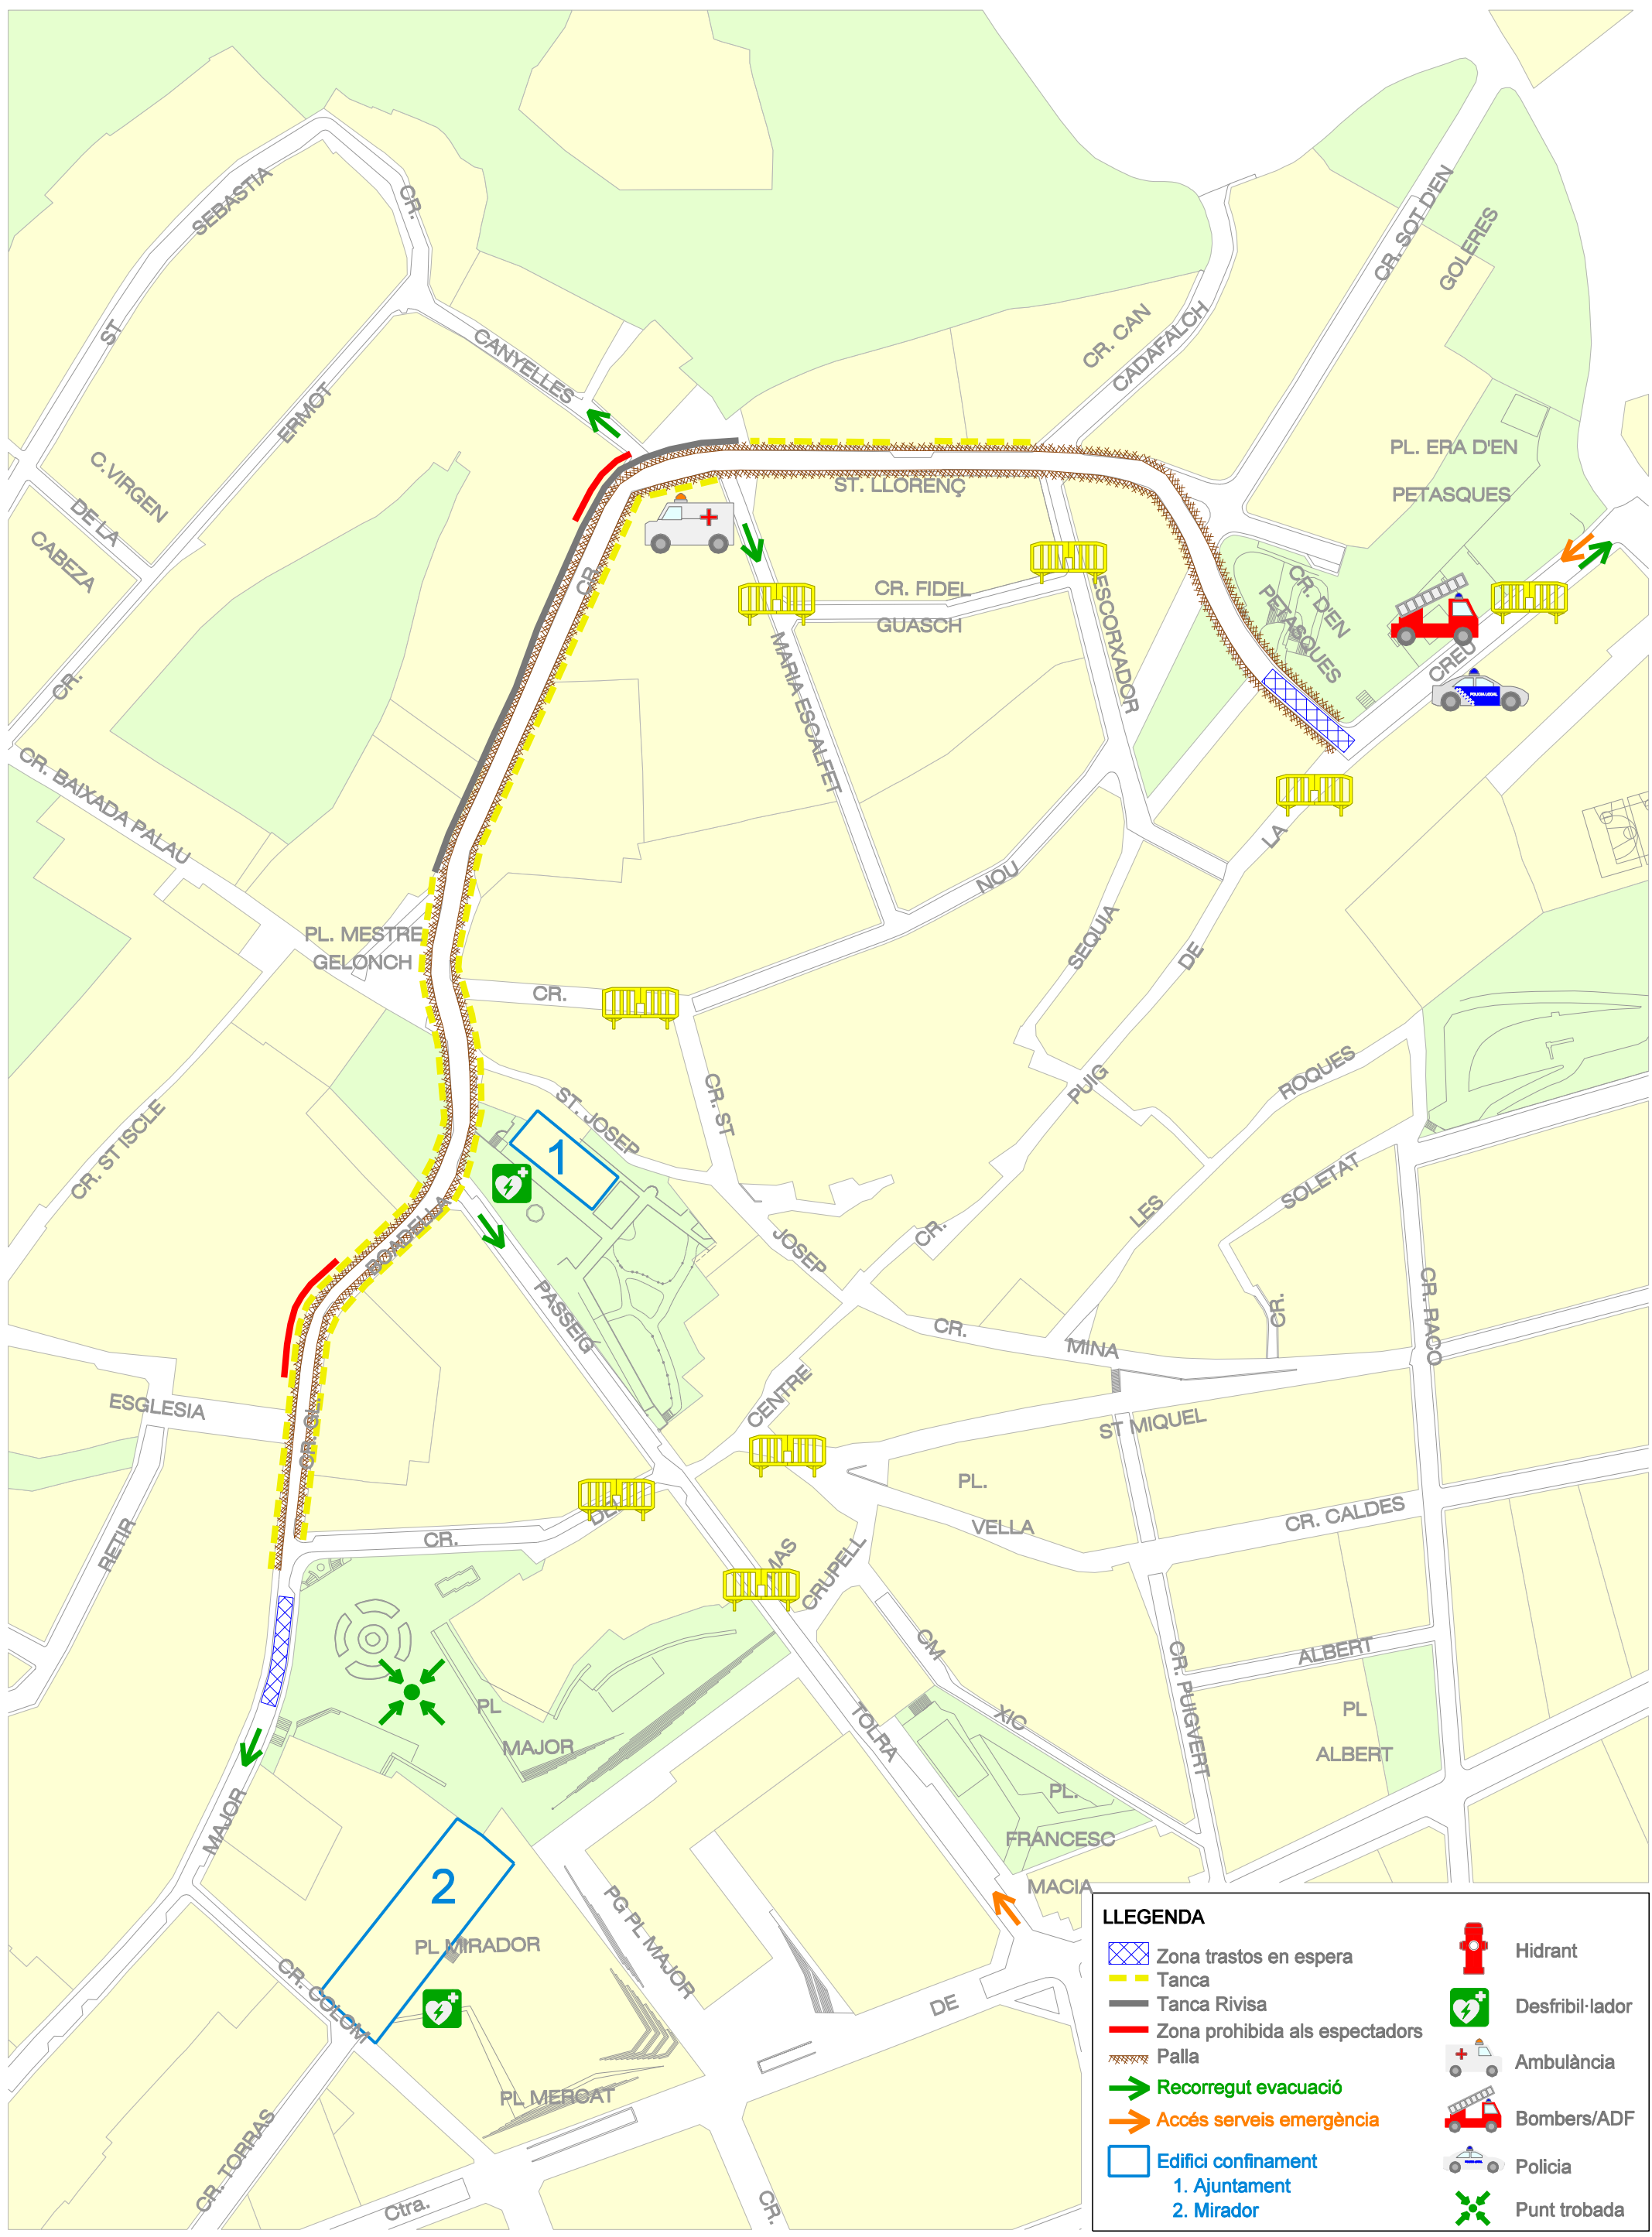 SEBASTIA
CR.
ST
CANYELLES
ERMOT
C.VIRGEN
DE LA
CABEZA
CR.
CR. CAN
CADAFALCH
CR. SOT D'EN
GOLERES
PL. ERA D'EN
PETASQUES
ST. LLORENÇ
CR.
CR. FIDEL
GUASCH
MARIA ESCALFET
ESCORXADOR
CR. D'EN
PETASQUES
CREU
POLICIA LOCAL
CR. BAIXADA PALAU
LA
NOU
PL. MESTRE
GELONCH
CR.
SEQUIA
DE
CR. ST ISCLE
CR. ST
ST. JOSEP
1
PUIG
ROQUES
SOLETAT
LES
BORDELLA
JOSEP
CR.
PASSEIG
CR.
MINA
CR.
CR. RACO
ESGLESIA
CENTRE
ST MIQUEL
PL.
VELLA
CR. CALDES
RETIR
CR.
DEL
MAS
CRUPELL
CM
XIC
ALBERT
CR. PUIGVERT
PL
MAJOR
TOLRA
PL
ALBERT
PL.
FRANCESC
MACIA
MAJOR
2
PL MIRADOR
PG PL MAJOR
CR. COLOM
DE
PL MERCAT
CR. TORRAS
Ctra.
CR.
LLEGENDA
Zona trastos en espera
Tanca
Tanca Rivisa
Zona prohibida als espectadors
Palla
Recorregut evacuació
Accés serveis emergència
Edifici confinament
1. Ajuntament
2. Mirador
Hidrant
Desfribil·lador
Ambulància
Bombers/ADF
Policia
Punt trobada